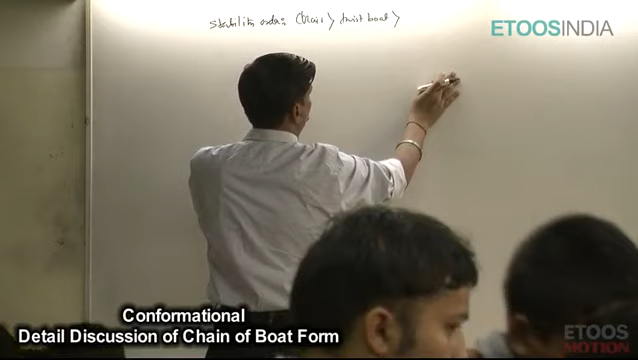 stability order: Chair > twist boat >
ETOOSINDIA
Conformational
Detail Discussion of Chain of Boat Form
ETOOS
MOTION